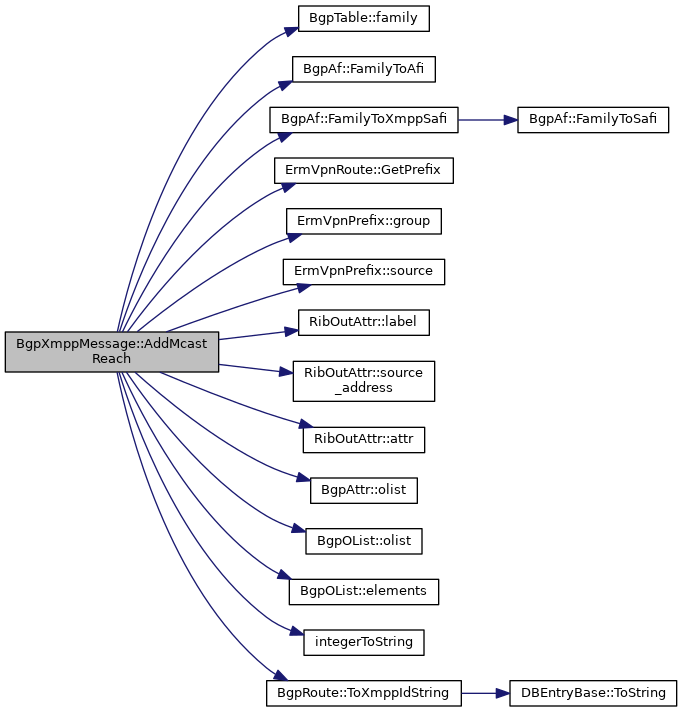 BgpTable::family
BgpAf::FamilyToAfi
BgpAf::FamilyToXmppSafi
BgpAf::FamilyToSafi
ErmVpnRoute::GetPrefix
ErmVpnPrefix::group
ErmVpnPrefix::source
RibOutAttr::label
BgpXmppMessage::AddMcast
Reach
RibOutAttr::source
_address
RibOutAttr::attr
BgpAttr::olist
BgpOList::olist
BgpOList::elements
integerToString
BgpRoute::ToXmppIdString
DBEntryBase::ToString